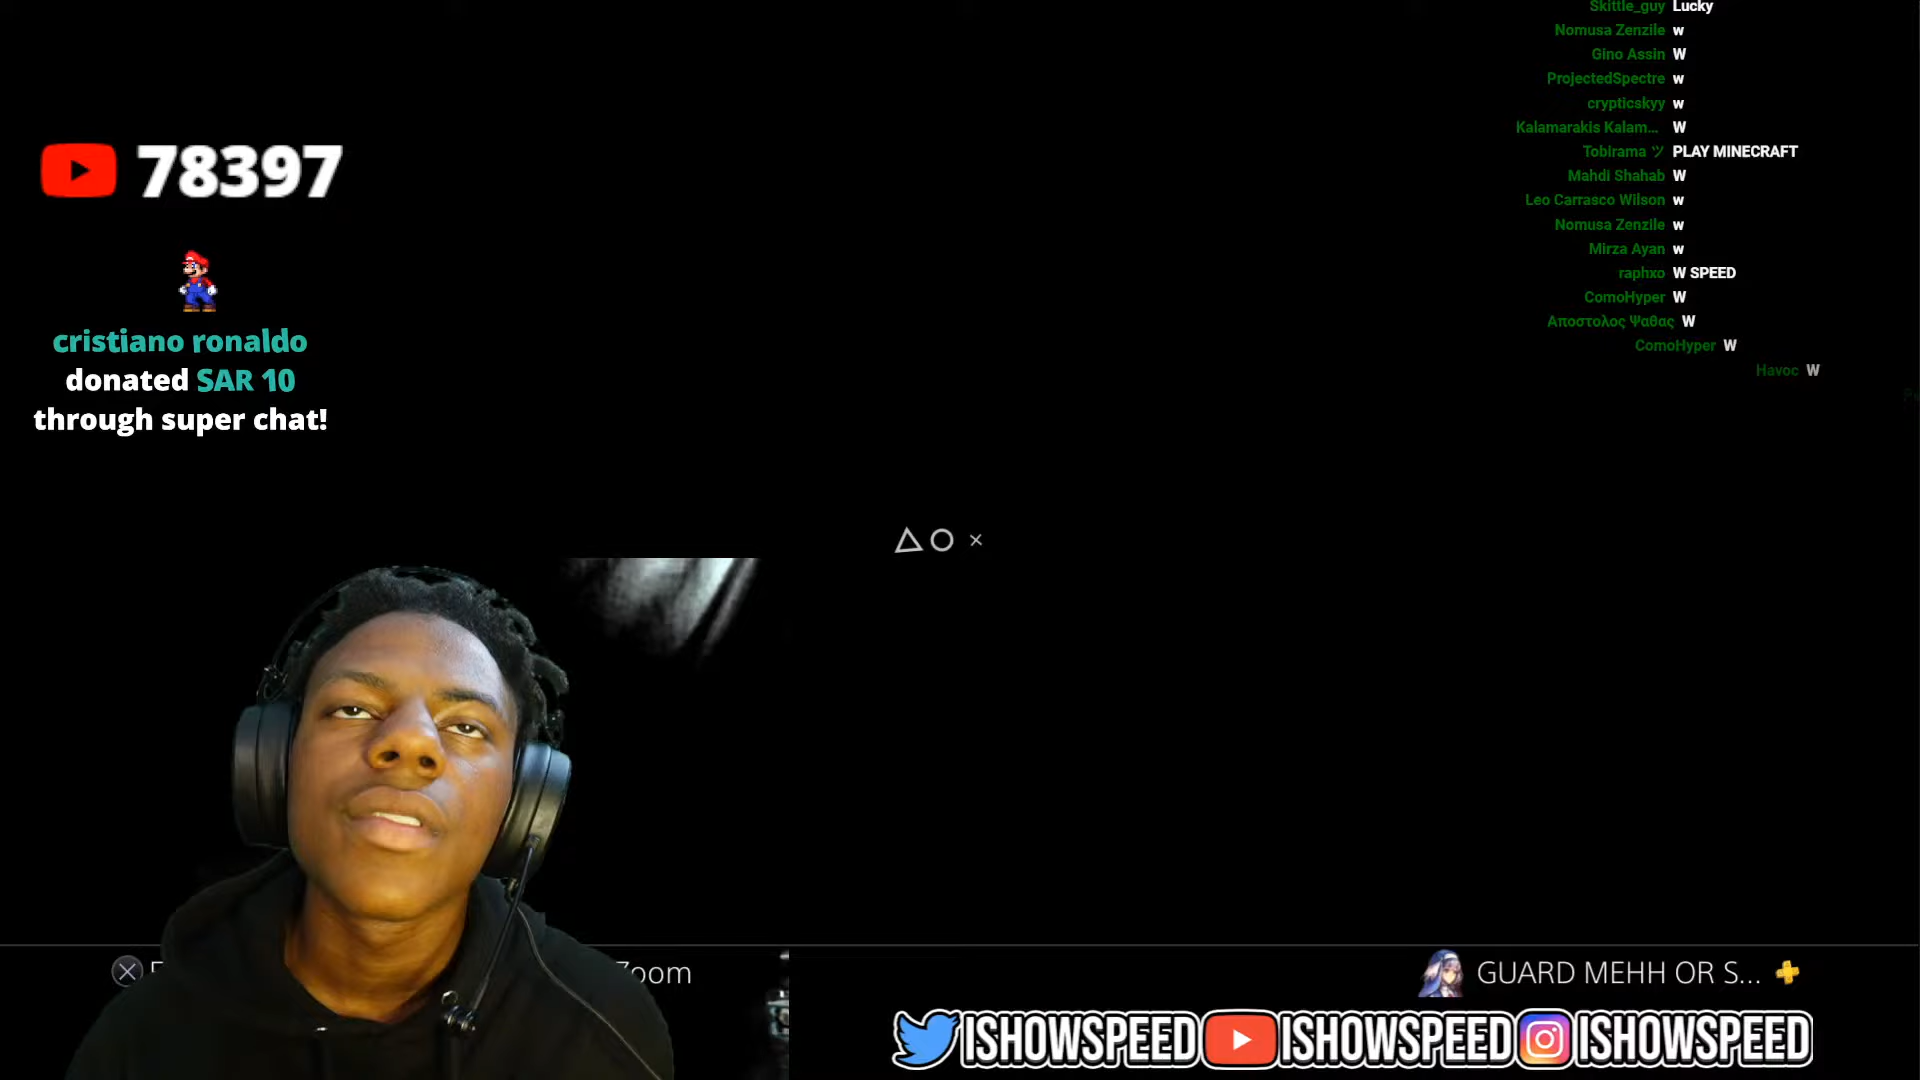 Skittle_guy Lucky
Nomusa Zenzile w
Gino Assin W
ProjectedSpectre w
crypticskyy w
Kalamarakis Kalam... W
TobIrama ツ PLAY MINECRAFT
Mahdi Shahab W
Leo Carrasco Wilson w
Nomusa Zenzile w
Mirza Ayan w
raphxo W SPEED
ComoHyper W
Αποστολος Ψαθας W
ComoHyper W
Havoc W
78397
cristiano ronaldo
donated SAR 10
through super chat!
Zoom
GUARD MEHH OR S...
ISHOWSPEED ISHOWSPEED ISHOWSPEED